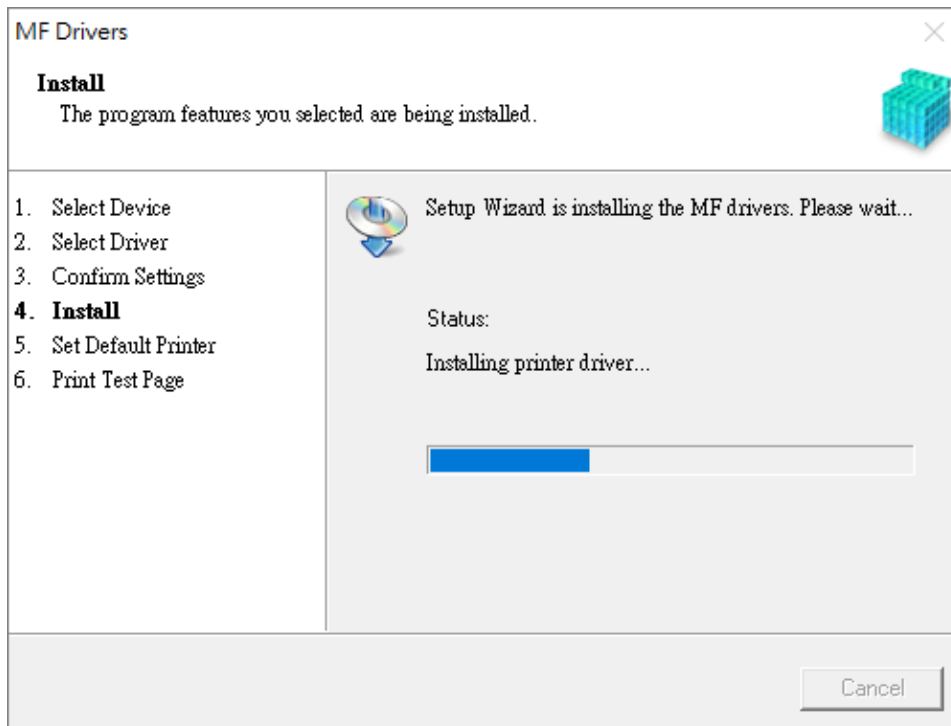 MF Drivers
Install
The program features you selected are being installed.
1. Select Device
2. Select Driver
3. Confirm Settings
4. Install
5. Set Default Printer
6. Print Test Page
Setup Wizard is installing the MF drivers. Please wait...
Status:
Installing printer driver...
Cancel